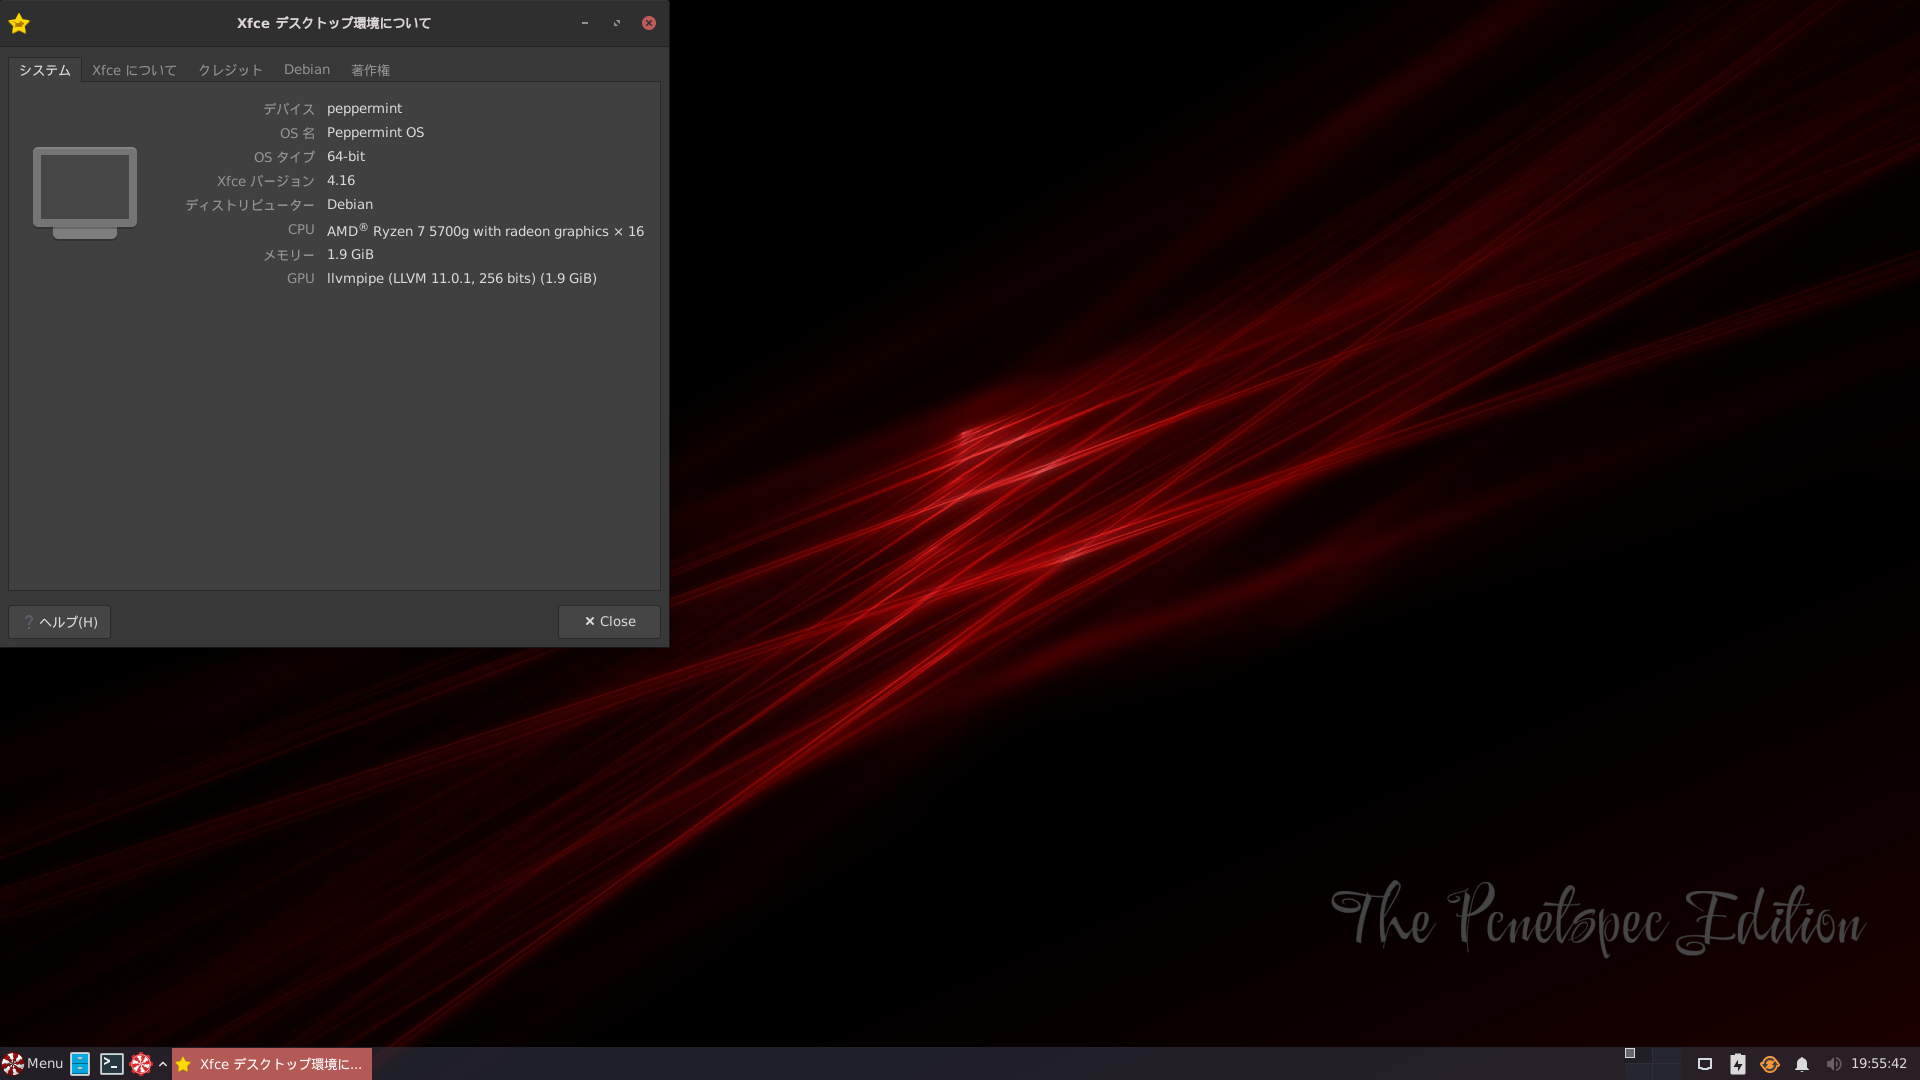 Xfce デスクトップ環境について
システム Xfce について クレジット Debian 著作権
デバイス peppermint
OS 名 Peppermint OS
OS タイプ 64-bit
Xfce バージョン 4.16
ディストリビューター Debian
CPU AMD® Ryzen 7 5700g with radeon graphics × 16
メモリー 1.9 GiB
GPU llvmpipe (LLVM 11.0.1, 256 bits) (1.9 GiB)
? ヘルプ(H) × Close
The Pcnetspec Edition
Menu Xfce デスクトップ環境に... 19:55:42